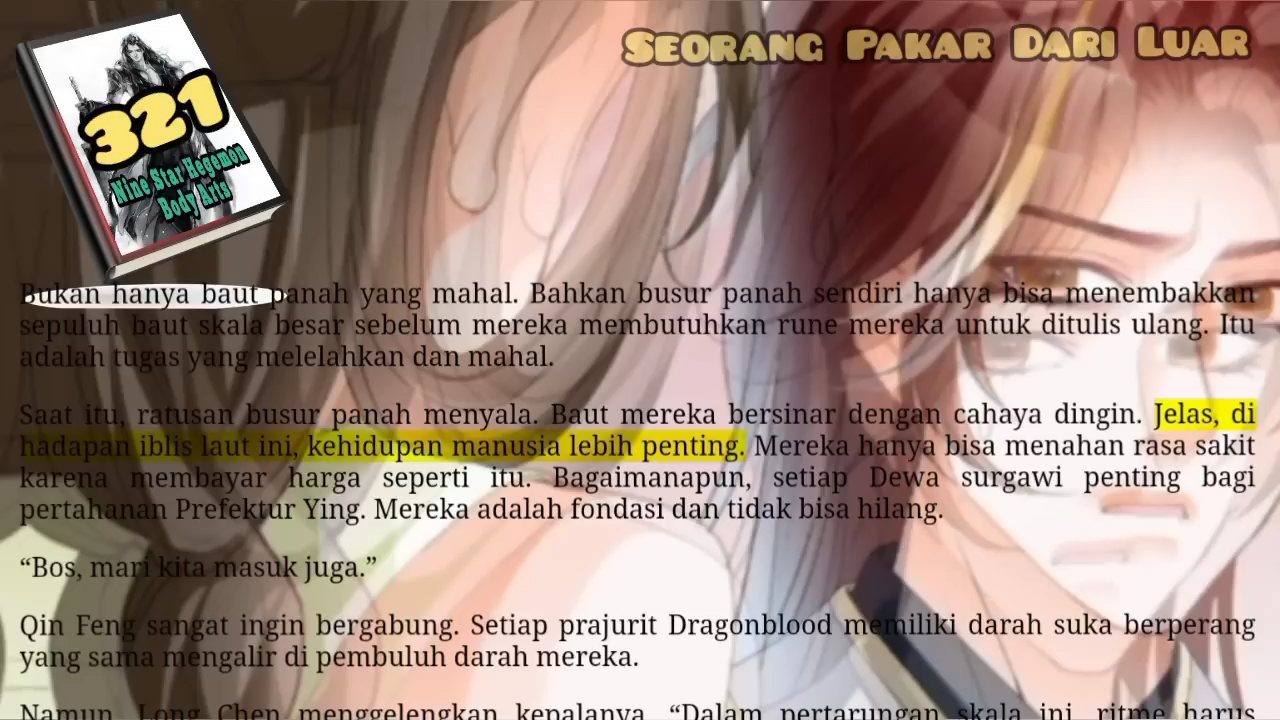 Seorang Pakar Dari Luar
321
Nine Star Hegemon
Body Arts
Bukan hanya baut panah yang mahal. Bahkan busur panah sendiri hanya bisa menembakkan
sepuluh baut skala besar sebelum mereka membutuhkan rune mereka untuk ditulis ulang. Itu
adalah tugas yang melelahkan dan mahal.
Saat itu, ratusan busur panah menyala. Baut mereka bersinar dengan cahaya dingin. Jelas, di
hadapan iblis laut ini, kehidupan manusia lebih penting. Mereka hanya bisa menahan rasa sakit
karena membayar harga seperti itu. Bagaimanapun, setiap Dewa surgawi penting bagi
pertahanan Prefektur Ying. Mereka adalah fondasi dan tidak bisa hilang.
“Bos, mari kita masuk juga.”
Qin Feng sangat ingin bergabung. Setiap prajurit Dragonblood memiliki darah suka berperang
yang sama mengalir di pembuluh darah mereka.
Namun, Long Chen menggelengkan kepalanya. “Dalam pertarungan skala ini, ritme harus